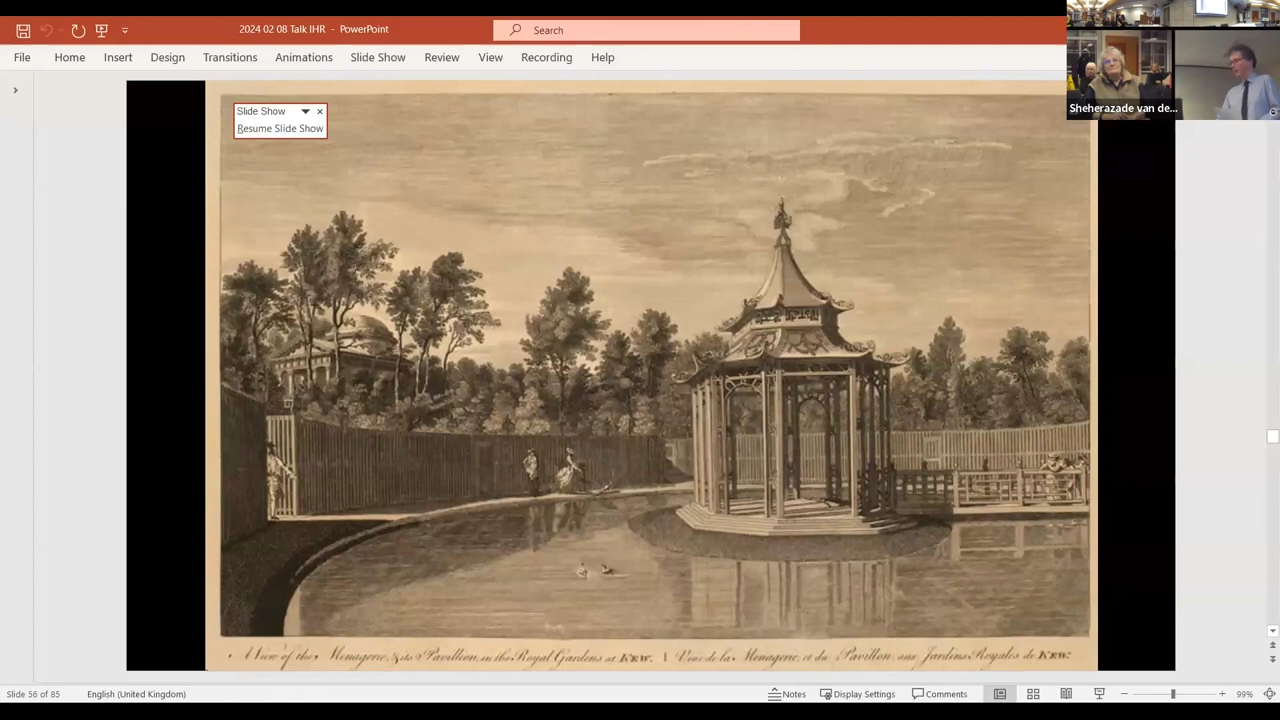 2024 02 08 Talk IHR - PowerPoint
Search
File Home Insert Design Transitions Animations Slide Show Review View Recording Help
Sheherazade van de...
Slide Show
Resume Slide Show
A View of the Menagerie, & its Pavillion, in the Royal Gardens at KEW. Vue de la Menagerie, et du Pavillon, aux Jardins Royales de KEW.
Slide 56 of 85 English (United Kingdom) Notes Display Settings Comments 99%